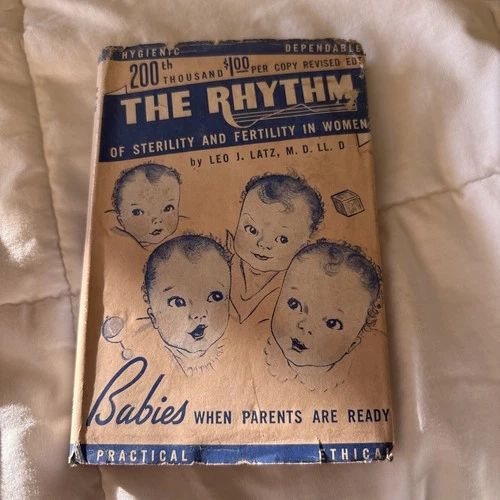 HYGIENIC DEPENDABLE
200th THOUSAND $1.00 PER COPY REVISED EDT
THE RHYTHM
OF STERILITY AND FERTILITY IN WOMEN
by LEO J. LATZ, M. D. LL. D
Babies WHEN PARENTS ARE READY
PRACTICAL ETHICAL